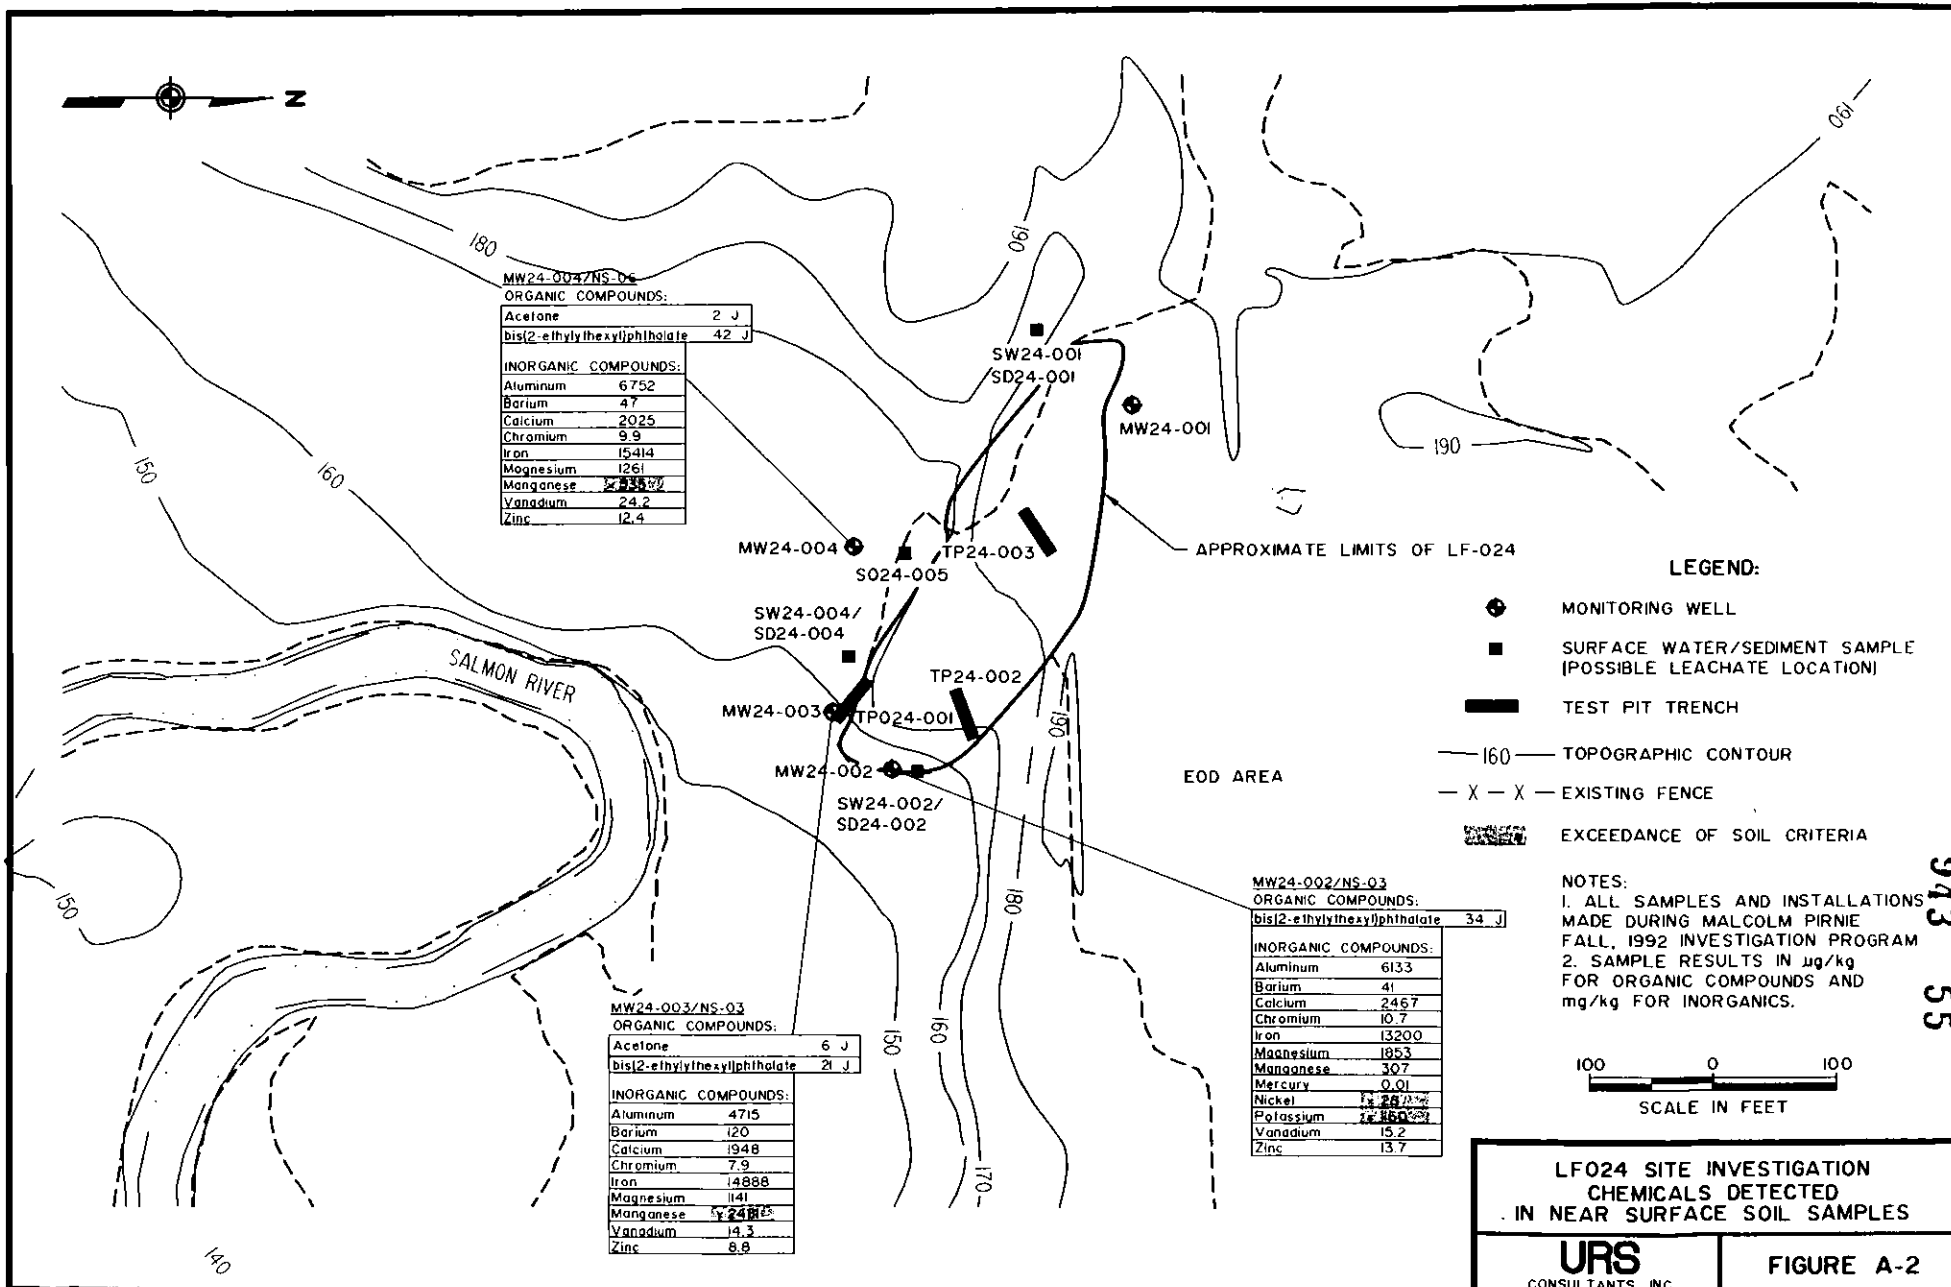 N
190
180
190
MW24-004/NS-06
ORGANIC COMPOUNDS:
Acetone 2 J
bis(2-ethylythexyl)phthalate 42 J
INORGANIC COMPOUNDS:
Aluminum 6752
Barium 47
Calcium 2025
Chromium 9.9
Iron 15414
Magnesium 1261
Manganese
Vanadium 24.2
Zinc 12.4
SW24-001
SD24-001
MW24-001
190
150
160
MW24-004
TP24-003
SO24-005
APPROXIMATE LIMITS OF LF-024
SW24-004/
SD24-004
SALMON RIVER
TP24-002
MW24-003
TPO24-001
190
MW24-002
SW24-002/
SD24-002
EOD AREA
LEGEND:
MONITORING WELL
SURFACE WATER/SEDIMENT SAMPLE
(POSSIBLE LEACHATE LOCATION)
TEST PIT TRENCH
160 TOPOGRAPHIC CONTOUR
— X — X — EXISTING FENCE
EXCEEDANCE OF SOIL CRITERIA
NOTES:
1. ALL SAMPLES AND INSTALLATIONS
MADE DURING MALCOLM PIRNIE
FALL, 1992 INVESTIGATION PROGRAM
2. SAMPLE RESULTS IN µg/kg
FOR ORGANIC COMPOUNDS AND
mg/kg FOR INORGANICS.
943 55
100 0 100
SCALE IN FEET
150
180
150
160
170
140
MW24-003/NS-03
ORGANIC COMPOUNDS:
Acetone 6 J
bis(2-ethylythexyl)phthalate 21 J
INORGANIC COMPOUNDS:
Aluminum 4715
Barium 120
Calcium 1948
Chromium 7.9
Iron 14888
Magnesium 1141
Manganese
Vanadium 14.3
Zinc 8.8
MW24-002/NS-03
ORGANIC COMPOUNDS:
bis(2-ethylythexyl)phthalate 34 J
INORGANIC COMPOUNDS:
Aluminum 6133
Barium 41
Calcium 2467
Chromium 10.7
Iron 13200
Magnesium 1853
Manganese 307
Mercury 0.01
Nickel
Potassium
Vanadium 15.2
Zinc 13.7
LF024 SITE INVESTIGATION
CHEMICALS DETECTED
IN NEAR SURFACE SOIL SAMPLES
URS
CONSULTANTS, INC.
FIGURE A-2